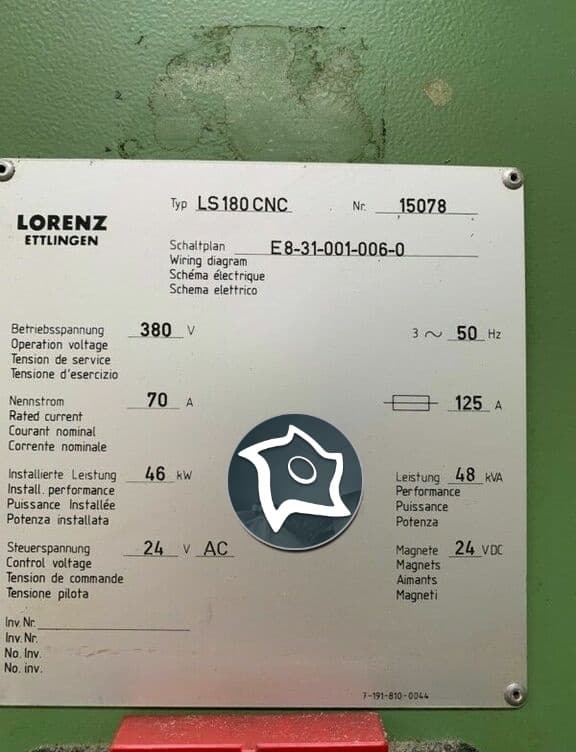 LORENZ
ETTLINGEN
Typ LS180 CNC Nr. 15078
Schaltplan E8-31-001-006-0
Wiring diagram
Schéma électrique
Schema elettrico
Betriebsspannung 380 V 3 ~ 50 Hz
Operation voltage
Tension de service
Tensione d'esercizio
Nennstrom 70 A 125 A
Rated current
Courant nominal
Corrente nominale
Installierte Leistung 46 kW Leistung 48 kVA
Install. performance Performance
Puissance Installée Puissance
Potenza installata Potenza
Steuerspannung 24 V AC Magnete 24 VDC
Control voltage Magnets
Tension de commande Aimants
Tensione pilota Magneti
Inv. Nr.
Inv. Nr.
No. Inv.
No. inv.
7-191-810-0044